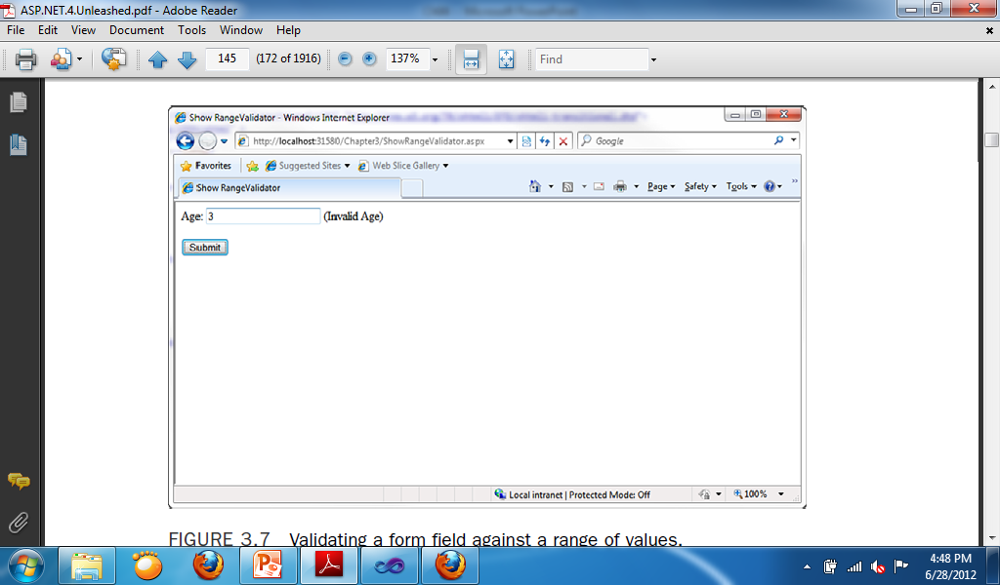 ASP.NET.4.Unleashed.pdf - Adobe Reader
File Edit View Document Tools Window Help
145 (172 of 1916) 137% Find
Show RangeValidator - Windows Internet Explorer
http://localhost:31580/Chapter3/ShowRangeValidator.aspx Google
Favorites Suggested Sites Web Slice Gallery
Show RangeValidator Page Safety Tools
Age: 3 (Invalid Age)
Submit
Local intranet | Protected Mode: Off 100%
FIGURE 3.7 Validating a form field against a range of values.
4:48 PM
6/28/2012